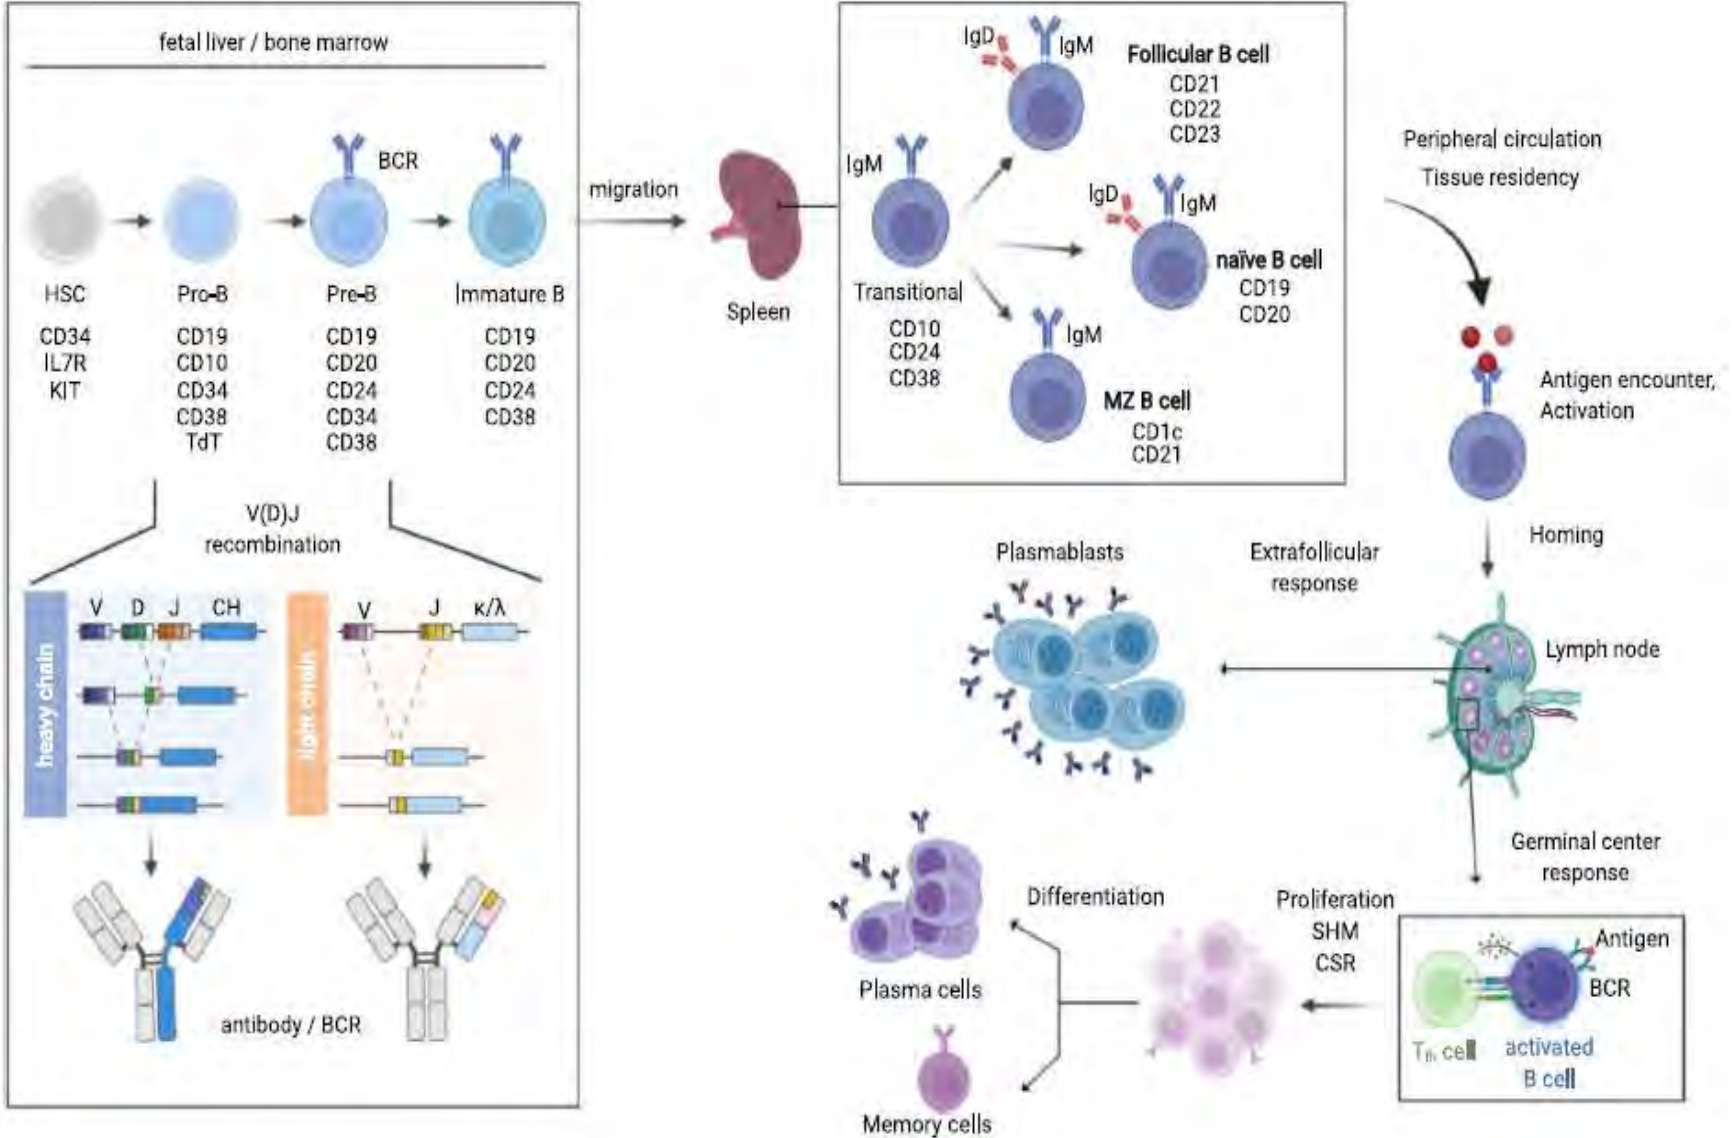 fetal liver / bone marrow
BCR
HSC
CD34
IL7R
KIT
Pro-B
CD19
CD10
CD34
CD38
TdT
Pre-B
CD19
CD20
CD24
CD34
CD38
Immature B
CD19
CD20
CD24
CD38
V(D)J
recombination
heavy chain
V D J CH
light chain
V J κ/λ
antibody / BCR
migration
Spleen
IgM
Transitional
CD10
CD24
CD38
IgD
IgM
Follicular B cell
CD21
CD22
CD23
IgD
IgM
naïve B cell
CD19
CD20
IgM
MZ B cell
CD1c
CD21
Peripheral circulation
Tissue residency
Antigen encounter,
Activation
Homing
Lymph node
Extrafollicular
response
Plasmablasts
Germinal center
response
Antigen
BCR
Tfh cell
activated
B cell
Proliferation
SHM
CSR
Differentiation
Plasma cells
Memory cells